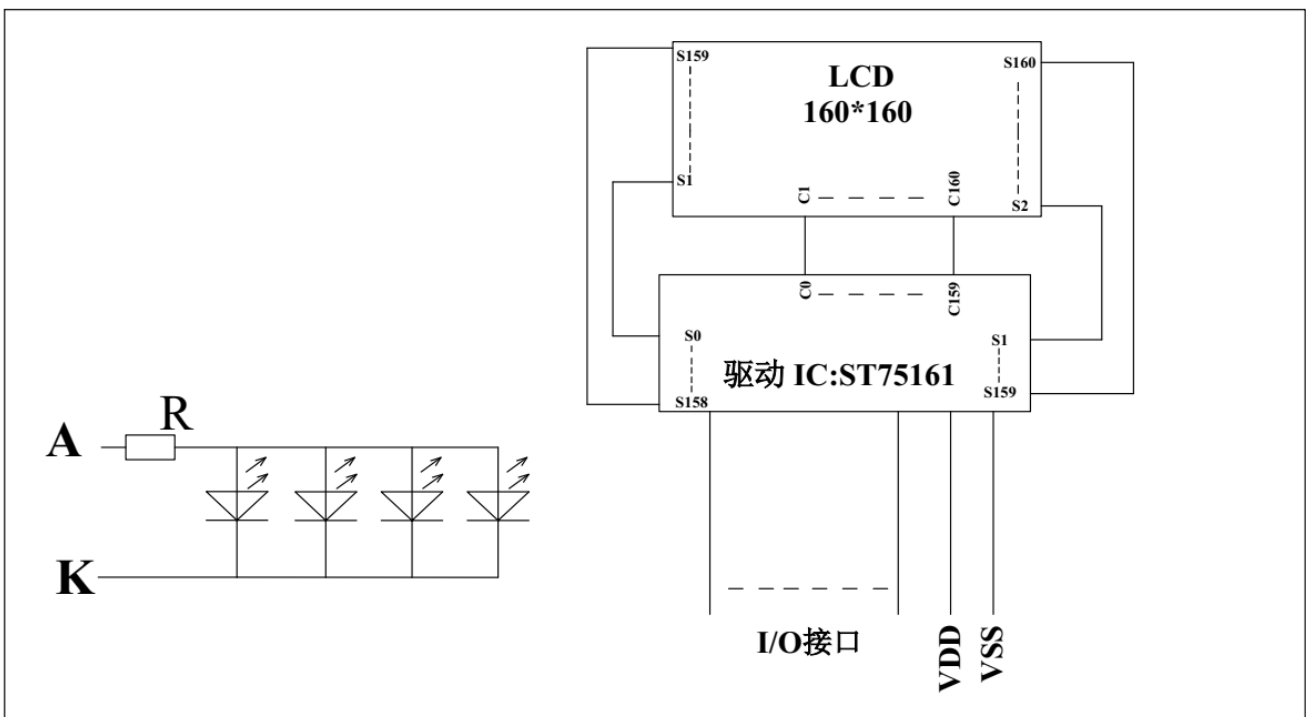 S159
S160
LCD
160*160
S1
C1
C160
S2
C0
C159
S0
S1
驱动 IC:ST75161
S158
S159
R
A
K
I/O接口
VDD
VSS